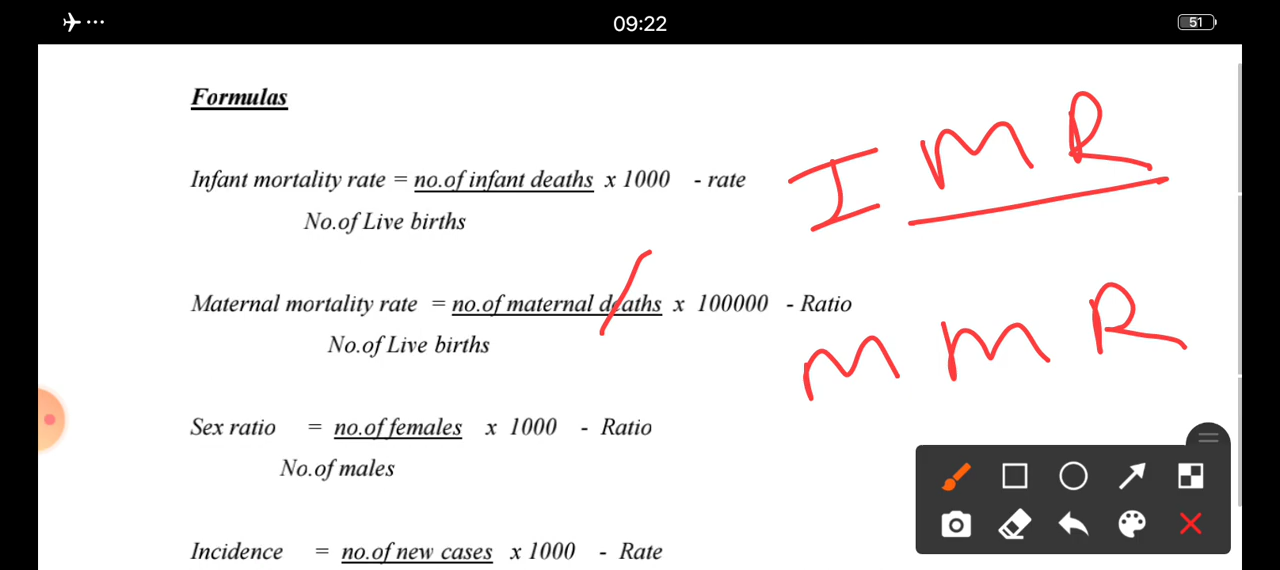 09:22
51
Formulas
Infant mortality rate = no.of infant deaths x 1000 - rate
No.of Live births
I M R
Maternal mortality rate = no.of maternal deaths x 100000 - Ratio
No.of Live births
M M R
Sex ratio = no.of females x 1000 - Ratio
No.of males
Incidence = no.of new cases x 1000 - Rate